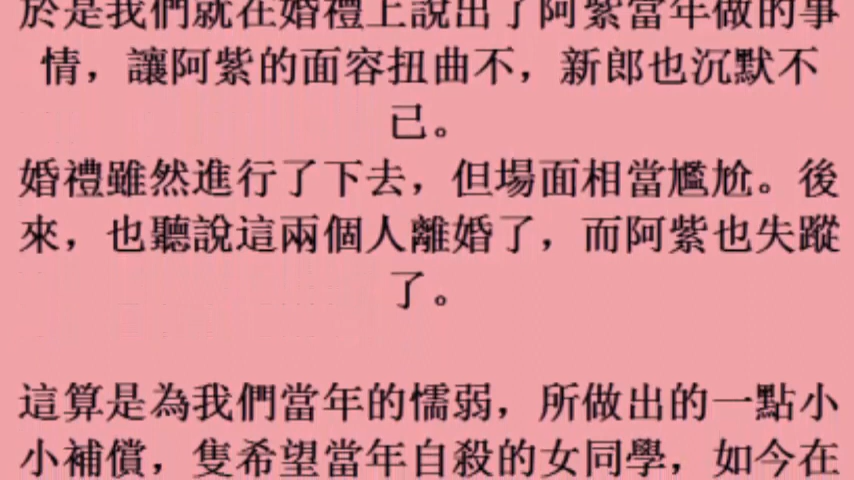 於是我們就在婚禮上說出了阿紫當年做的事
情，讓阿紫的面容扭曲不，新郎也沉默不
已。
婚禮雖然進行了下去，但場面相當尷尬。後
來，也聽說這兩個人離婚了，而阿紫也失蹤
了。
這算是為我們當年的懦弱，所做出的一點小
小補償，隻希望當年自殺的女同學，如今在